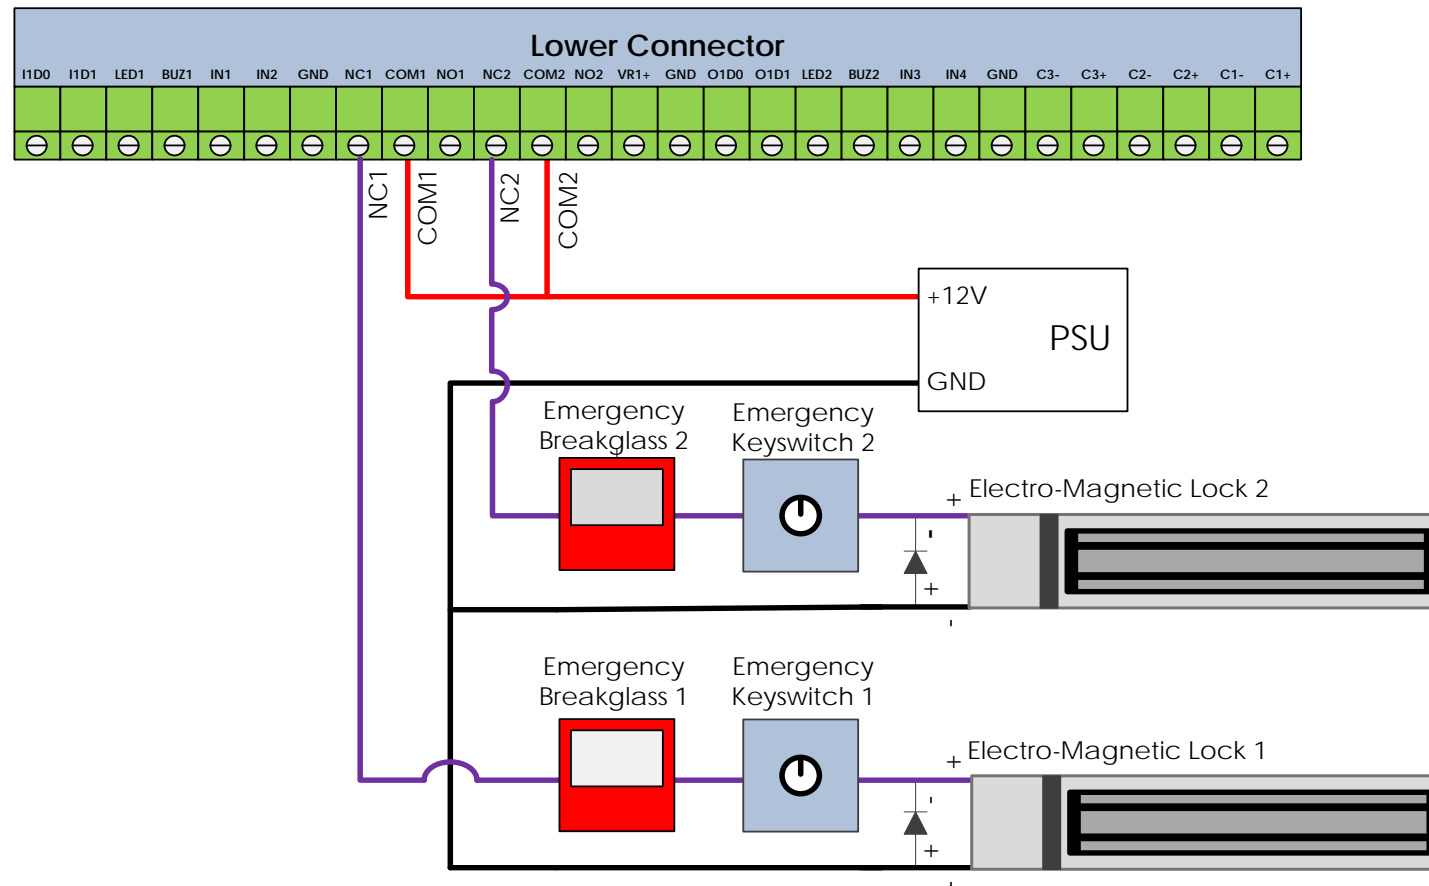 Lower Connector
I1D0 I1D1 LED1 BUZ1 IN1 IN2 GND NC1 COM1 NO1 NC2 COM2 NO2 VR1+ GND O1D0 O1D1 LED2 BUZ2 IN3 IN4 GND C3- C3+ C2- C2+ C1- C1+
NC1
COM1
NC2
COM2
+12V
PSU
GND
Emergency
Breakglass 2
Emergency
Keyswitch 2
+ Electro-Magnetic Lock 2
-
+
-
Emergency
Breakglass 1
Emergency
Keyswitch 1
+ Electro-Magnetic Lock 1
-
+
-